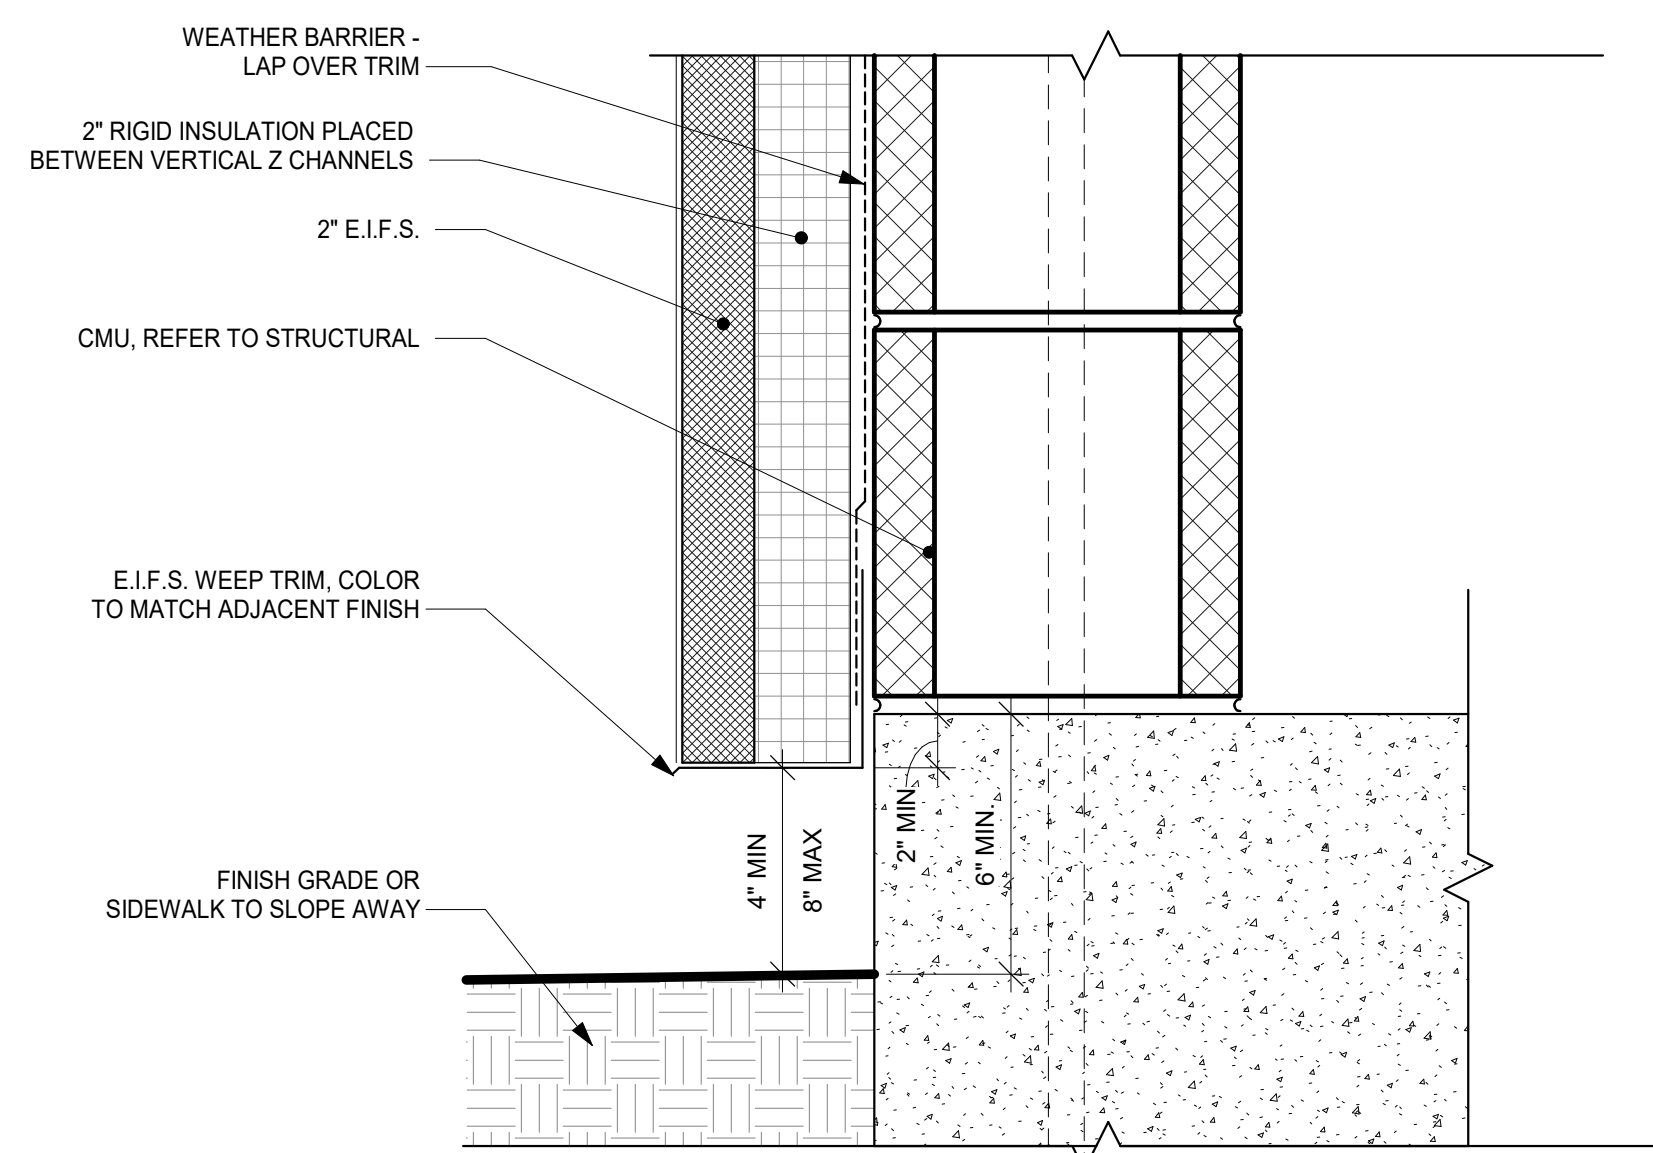 WEATHER BARRIER -
LAP OVER TRIM
2" RIGID INSULATION PLACED
BETWEEN VERTICAL Z CHANNELS
2" E.I.F.S.
CMU, REFER TO STRUCTURAL
E.I.F.S. WEEP TRIM, COLOR
TO MATCH ADJACENT FINISH
FINISH GRADE OR
SIDEWALK TO SLOPE AWAY
4" MIN
8" MAX
2" MIN
6" MIN.